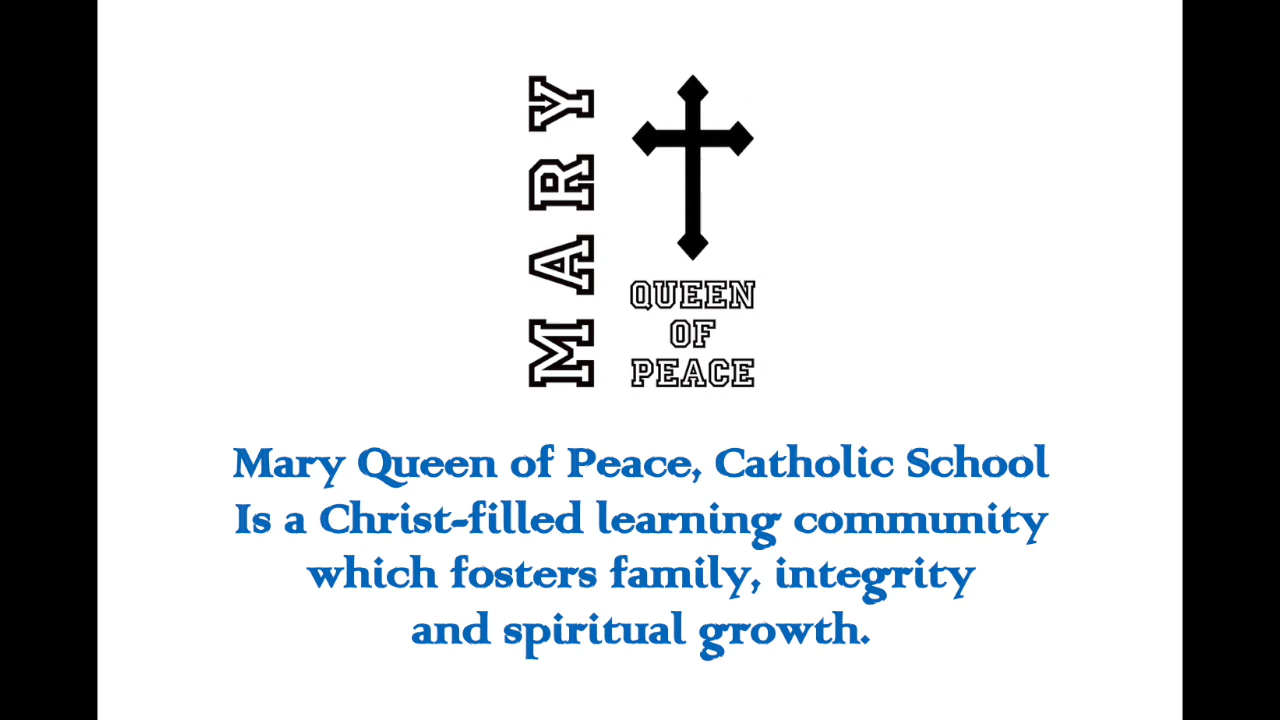 MARY
QUEEN
OF
PEACE
Mary Queen of Peace, Catholic School
Is a Christ-filled learning community
which fosters family, integrity
and spiritual growth.